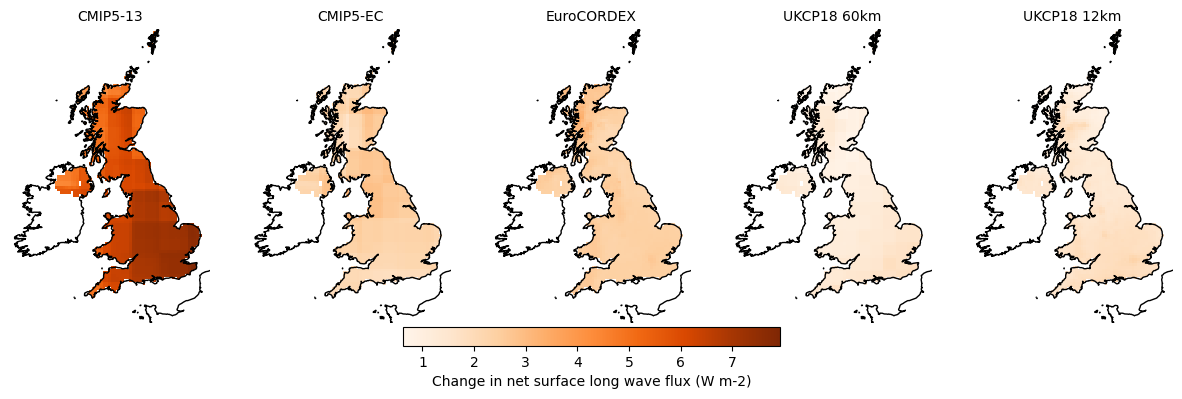 CMIP5-13 CMIP5-EC EuroCORDEX UKCP18 60km UKCP18 12km
1 2 3 4 5 6 7
Change in net surface long wave flux (W m-2)